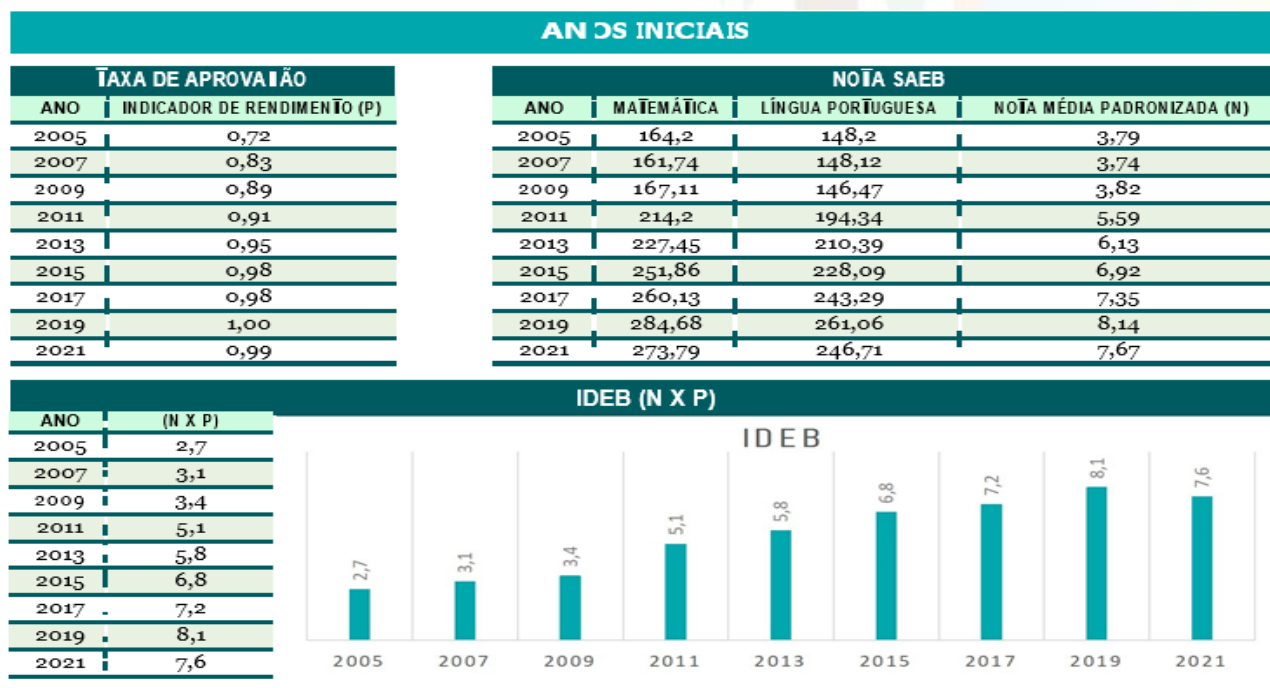 ANOS INICIAIS
TAXA DE APROVAÇÃO
ANO INDICADOR DE RENDIMENTO (P)
2005 0,72
2007 0,83
2009 0,89
2011 0,91
2013 0,95
2015 0,98
2017 0,98
2019 1,00
2021 0,99
NOTA SAEB
ANO MATEMÁTICA LÍNGUA PORTUGUESA NOTA MÉDIA PADRONIZADA (N)
2005 164,2 148,2 3,79
2007 161,74 148,12 3,74
2009 167,11 146,47 3,82
2011 214,2 194,34 5,59
2013 227,45 210,39 6,13
2015 251,86 228,09 6,92
2017 260,13 243,29 7,35
2019 284,68 261,06 8,14
2021 273,79 246,71 7,67
IDEB (N X P)
ANO (N X P)
2005 2,7
2007 3,1
2009 3,4
2011 5,1
2013 5,8
2015 6,8
2017 7,2
2019 8,1
2021 7,6
IDEB
2,7 3,1 3,4 5,1 5,8 6,8 7,2 8,1 7,6
2005 2007 2009 2011 2013 2015 2017 2019 2021